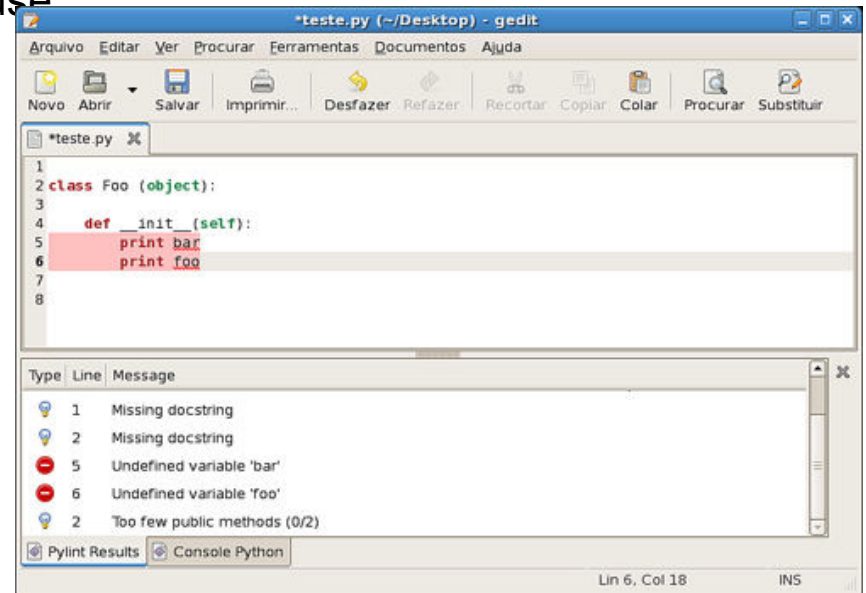 *teste.py (~/Desktop) - gedit
Arquivo Editar Ver Procurar Ferramentas Documentos Ajuda
Novo Abrir Salvar Imprimir... Desfazer Refazer Recortar Copiar Colar Procurar Substituir
*teste.py
1
2 class Foo (object):
3
4 def __init__(self):
5 print bar
6 print foo
7
8
Type Line Message
1 Missing docstring
2 Missing docstring
5 Undefined variable 'bar'
6 Undefined variable 'foo'
2 Too few public methods (0/2)
Pylint Results Console Python
Lin 6, Col 18 INS